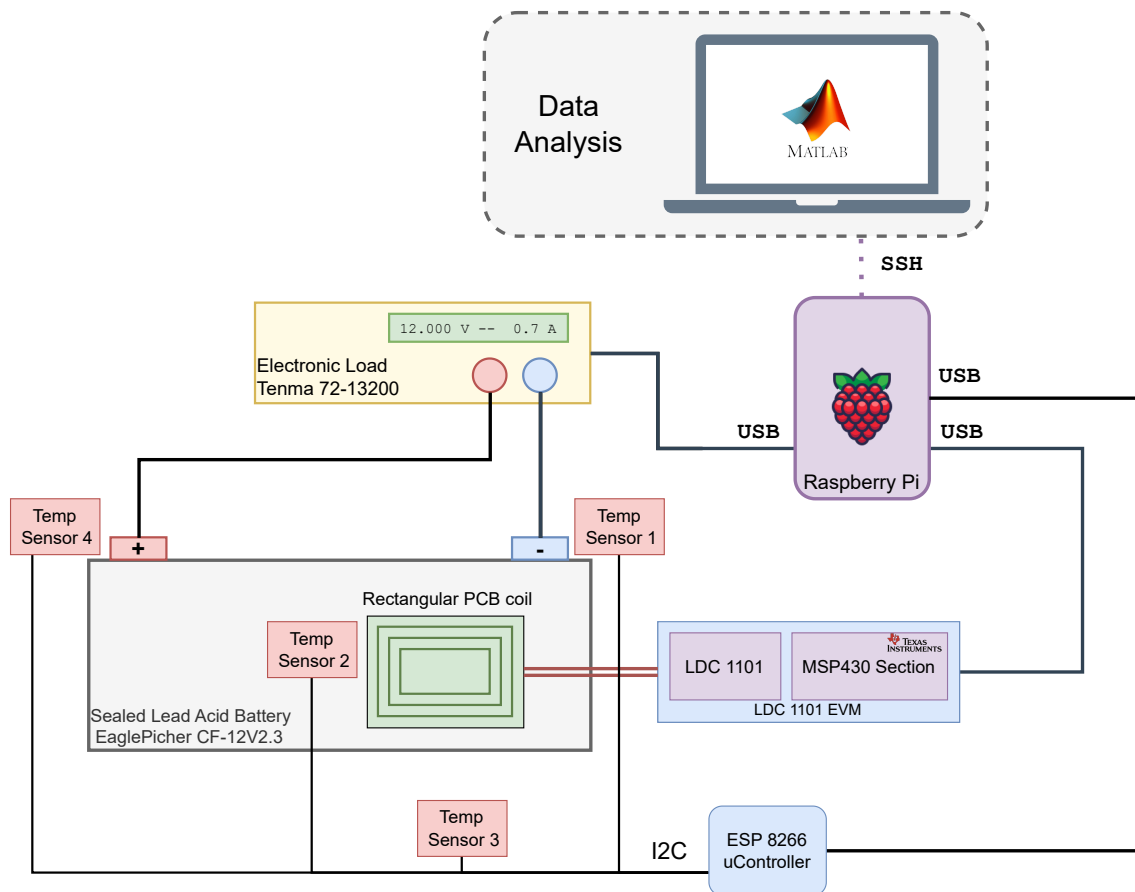 Data
Analysis
MATLAB
SSH
12.000 V -- 0.7 A
Electronic Load
Tenma 72-13200
USB
USB
USB
Raspberry Pi
Temp
Sensor 4
+
-
Temp
Sensor 1
Rectangular PCB coil
Temp
Sensor 2
Sealed Lead Acid Battery
EaglePicher CF-12V2.3
LDC 1101
TEXAS
INSTRUMENTS
MSP430 Section
LDC 1101 EVM
Temp
Sensor 3
I2C
ESP 8266
uController